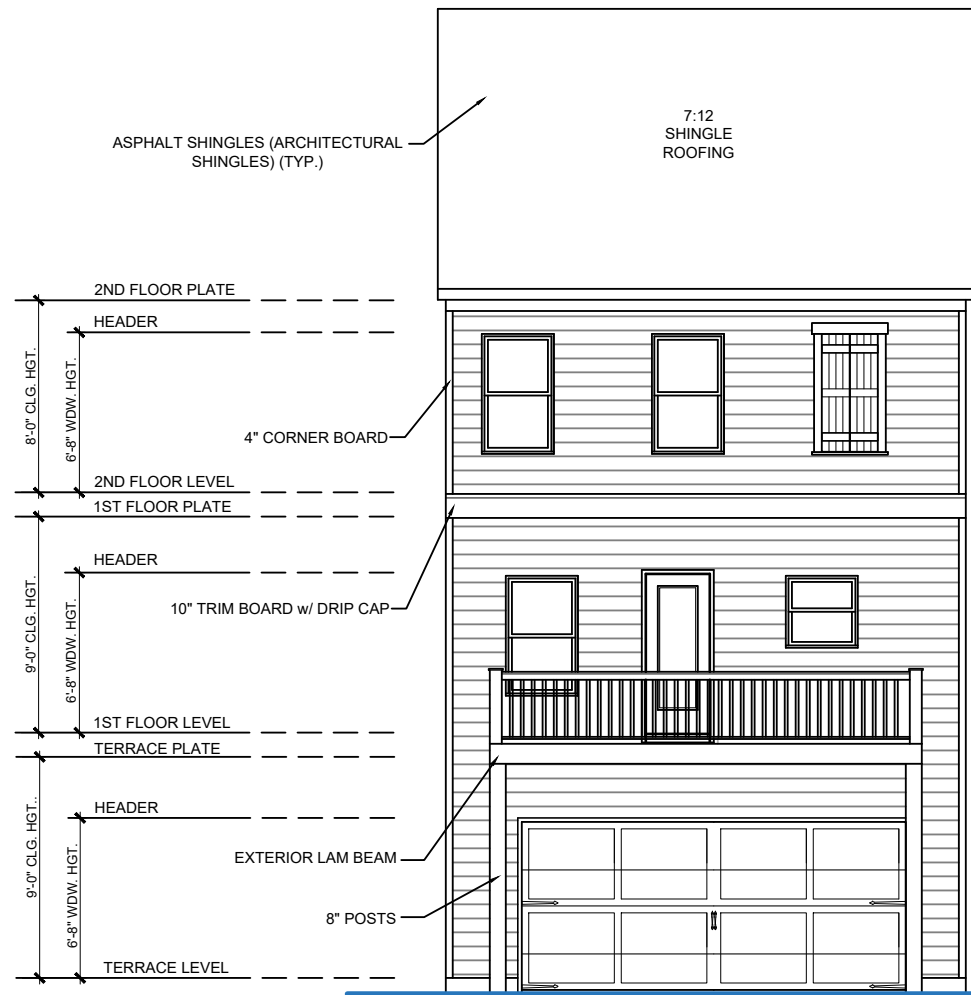 7:12
SHINGLE
ROOFING
ASPHALT SHINGLES (ARCHITECTURAL
SHINGLES) (TYP.)
2ND FLOOR PLATE
HEADER
8'-0" CLG. HGT.
6'-8" WDW. HGT.
4" CORNER BOARD
2ND FLOOR LEVEL
1ST FLOOR PLATE
HEADER
10" TRIM BOARD w/ DRIP CAP
9'-0" CLG. HGT.
6'-8" WDW. HGT.
1ST FLOOR LEVEL
TERRACE PLATE
HEADER
9'-0" CLG. HGT..
6'-8" WDW. HGT.
EXTERIOR LAM BEAM
8" POSTS
TERRACE LEVEL